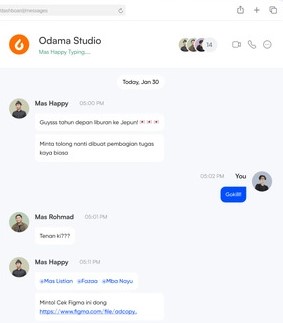 dashboard/messages
Odama Studio
Mas Happy Typing...
14
Today, Jan 30
Mas Happy 05:00 PM
Guysss tahun depan liburan ke Jepun!
Minta tolong nanti dibuat pembagian tugas
kaya biasa
05:02 PM You
Gokill!
Mas Rohmad 05:01 PM
Tenan ki???
Mas Happy 05:11 PM
@Mas Listian @Fazaa @Mba Nayu
Mintol Cek Figma ini dong
https://www.figma.com/file/adcopy..